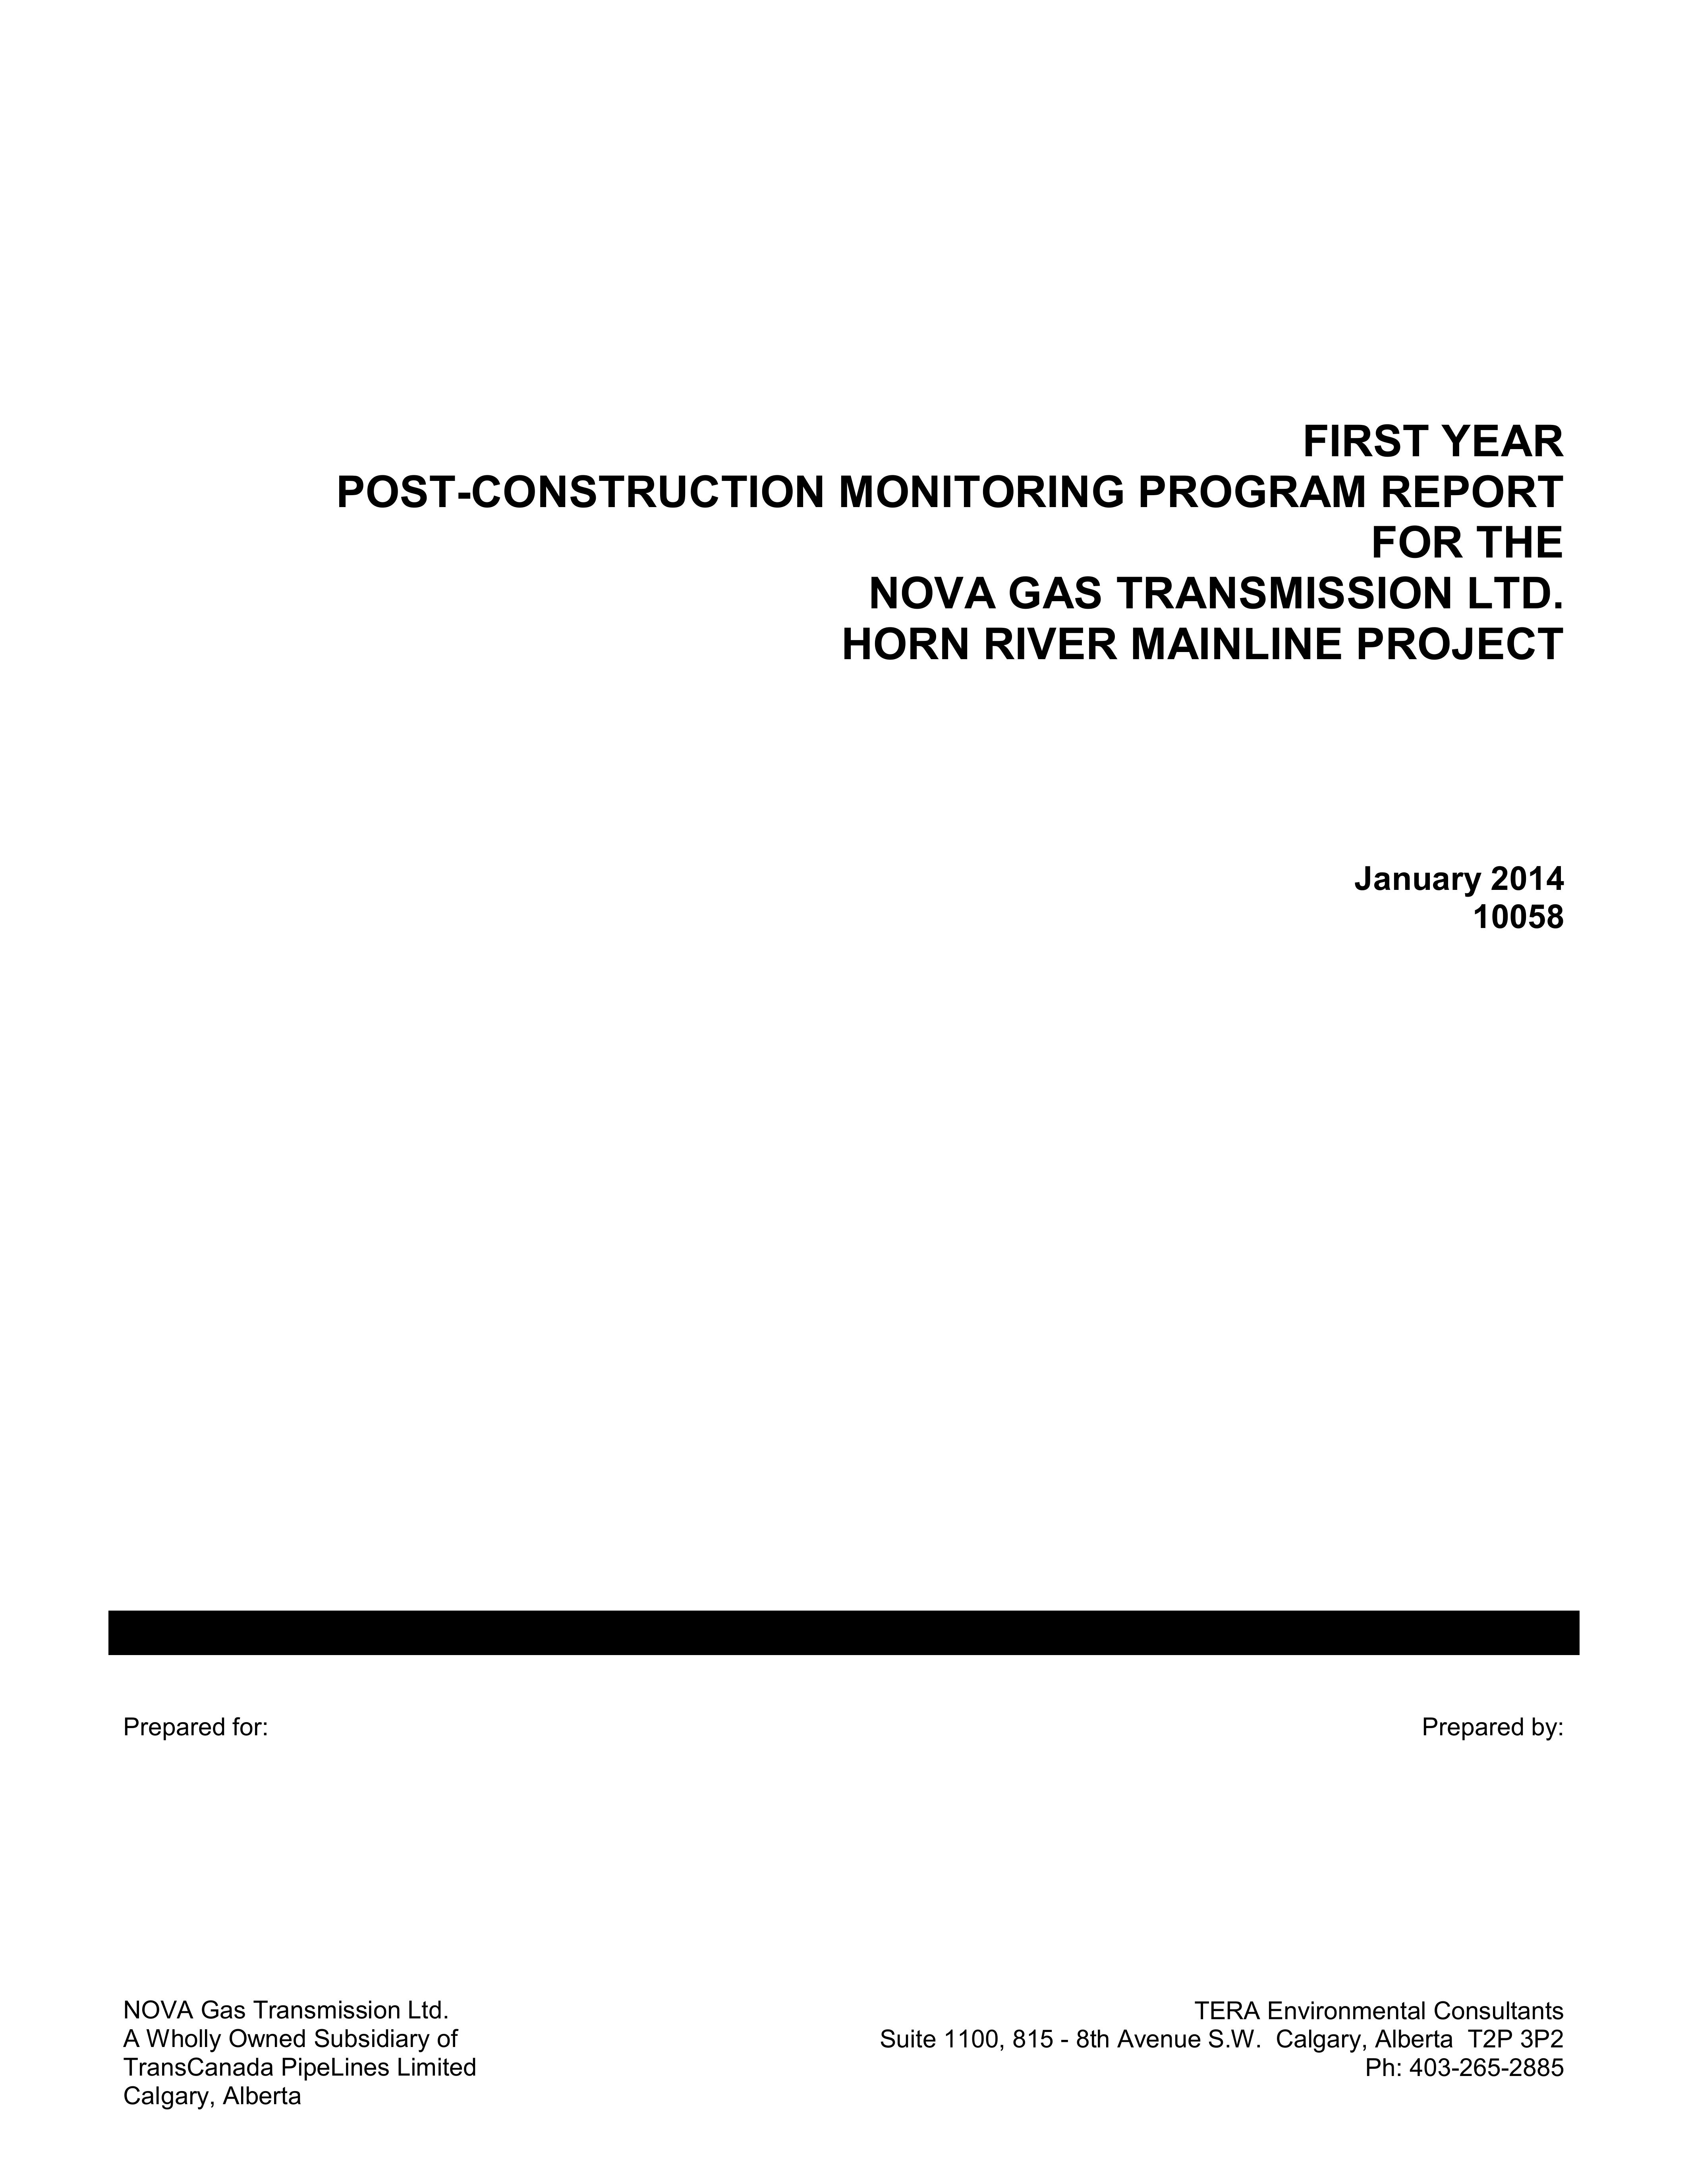 FIRST YEAR
POST-CONSTRUCTION MONITORING PROGRAM REPORT
FOR THE
NOVA GAS TRANSMISSION LTD.
HORN RIVER MAINLINE PROJECT
January 2014
10058
Prepared for:
Prepared by:
NOVA Gas Transmission Ltd.
A Wholly Owned Subsidiary of
TransCanada PipeLines Limited
Calgary, Alberta
TERA Environmental Consultants
Suite 1100, 815 - 8th Avenue S.W.  Calgary, Alberta  T2P 3P2
Ph: 403-265-2885